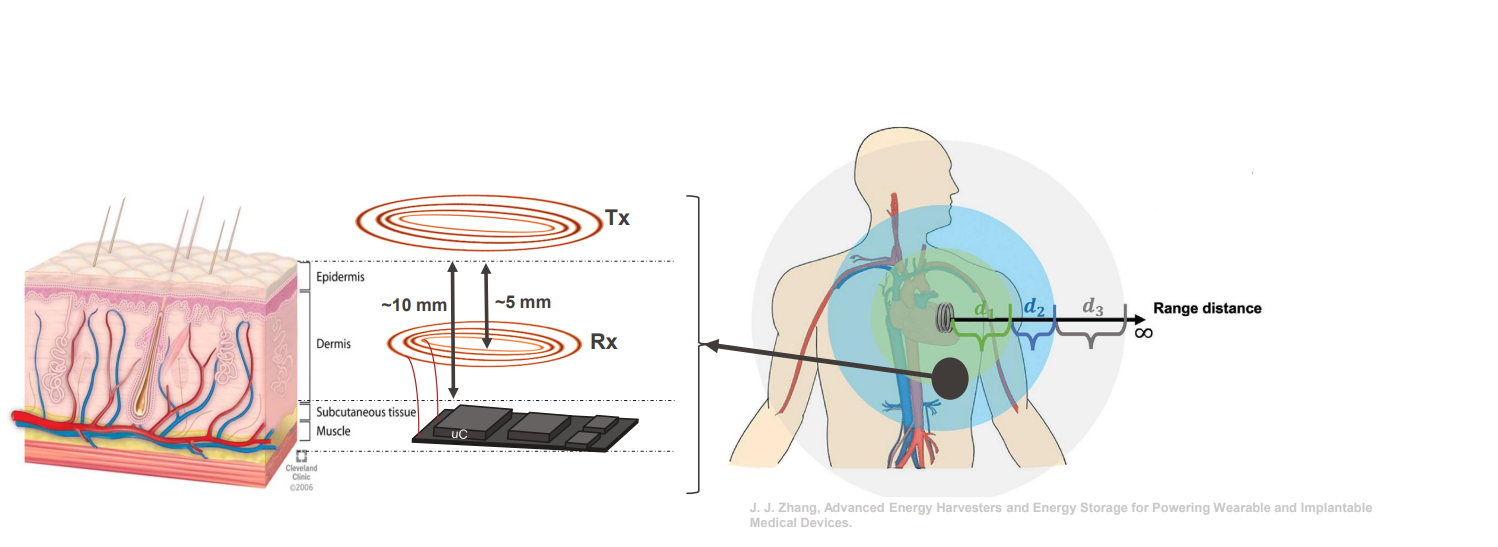 Epidermis
Dermis
Subcutaneous tissue
Muscle
Cleveland
Clinic
©2006
Tx
~10 mm
~5 mm
Rx
uC
d₁
d₂
d₃
Range distance
∞
J. J. Zhang, Advanced Energy Harvesters and Energy Storage for Powering Wearable and Implantable
Medical Devices.